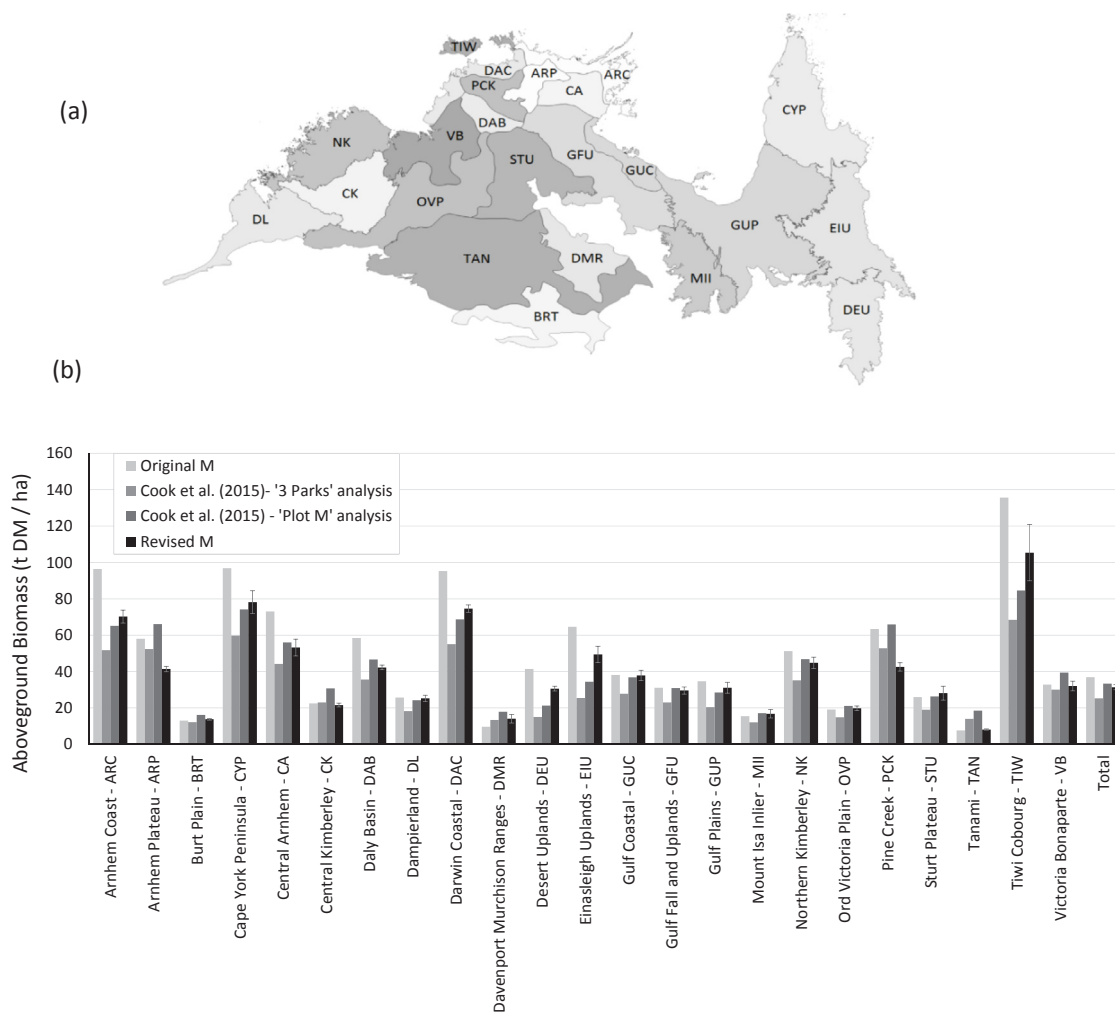 (a)
TIW
DAC
ARP
ARC
PCK
CA
CYP
DAB
VB
NK
STU
GFU
GUC
CK
OVP
DL
GUP
EIU
TAN
DMR
MII
DEU
BRT
(b)
Aboveground Biomass (t DM / ha)
160
140
120
100
80
60
40
20
0
Original M
Cook et al. (2015)- '3 Parks' analysis
Cook et al. (2015) - 'Plot M' analysis
Revised M
Arnhem Coast - ARC
Arnhem Plateau - ARP
Burt Plain - BRT
Cape York Peninsula - CYP
Central Arnhem - CA
Central Kimberley - CK
Daly Basin - DAB
Dampierland - DL
Darwin Coastal - DAC
Davenport Murchison Ranges - DMR
Desert Uplands - DEU
Einasleigh Uplands - EIU
Gulf Coastal - GUC
Gulf Fall and Uplands - GFU
Gulf Plains - GUP
Mount Isa Inlier - MII
Northern Kimberley - NK
Ord Victoria Plain - OVP
Pine Creek - PCK
Sturt Plateau - STU
Tanami - TAN
Tiwi Cobourg - TIW
Victoria Bonaparte - VB
Total